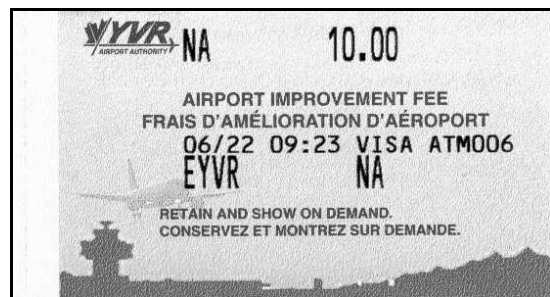 YVR
AIRPORT AUTHORITY
NA 10.00
AIRPORT IMPROVEMENT FEE
FRAIS D'AMÉLIORATION D'AÉROPORT
06/22 09:23 VISA ATM006
EYVR NA
RETAIN AND SHOW ON DEMAND.
CONSERVEZ ET MONTREZ SUR DEMANDE.